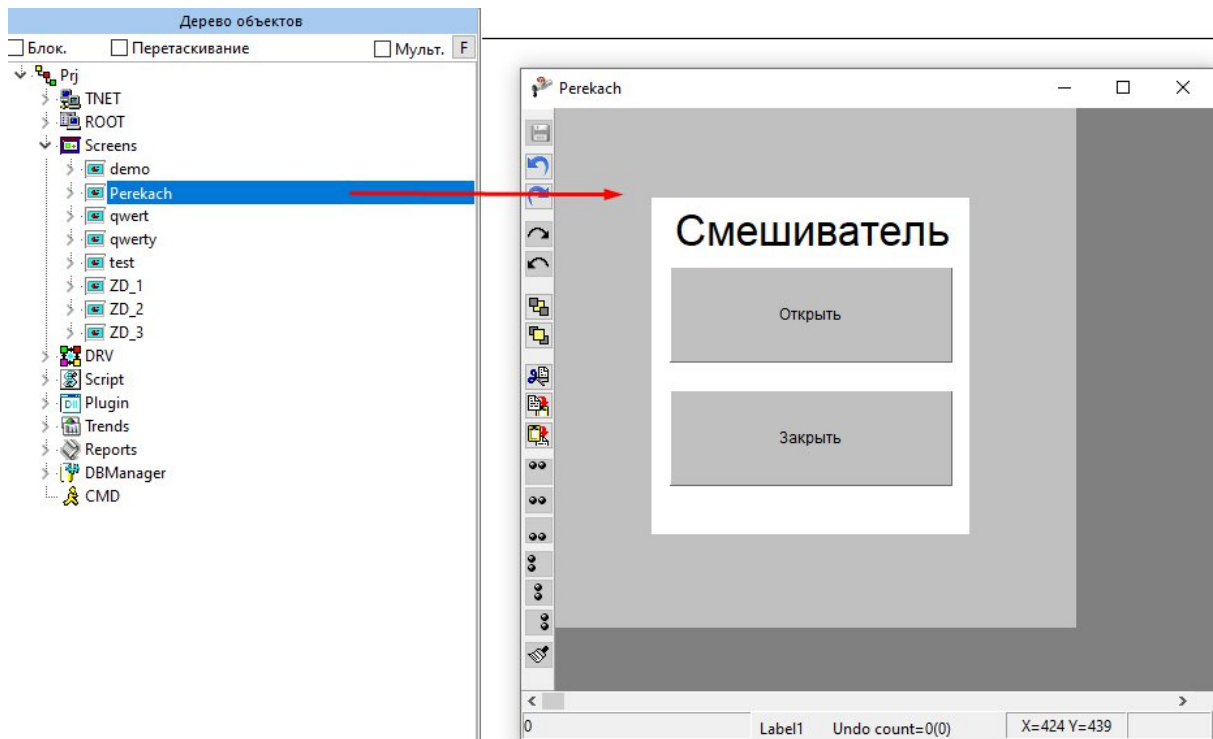 Дерево объектов
Блок. Перетаскивание Мульт. F
Prj
TNET
ROOT
Screens
demo
Perekach
qwert
qwerty
test
ZD_1
ZD_2
ZD_3
DRV
Script
Plugin
Trends
Reports
DBManager
CMD
Perekach
Смешиватель
Открыть
Закрыть
0 Label1 Undo count=0(0) X=424 Y=439